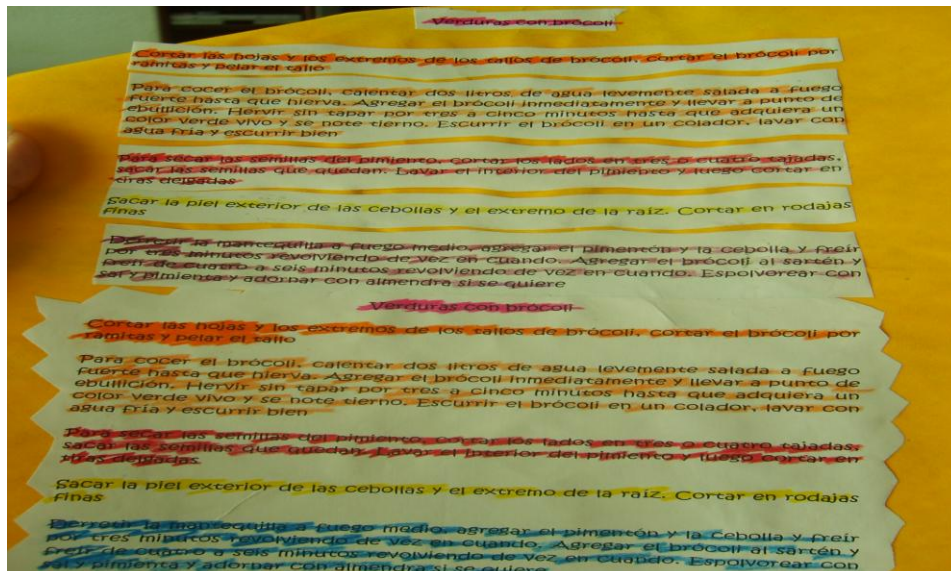 Verduras con brócoli
Cortar las hojas y los extremos de los tallos de brócoli, cortar el brócoli por
ramitas y pelar el tallo
Para cocer el brócoli, calentar dos litros de agua levemente salada a fuego
fuerte hasta que hierva. Agregar el brócoli inmediatamente y llevar a punto de
ebullición. Hervir sin tapar por tres a cinco minutos hasta que adquiera un
color verde vivo y se note tierno. Escurrir el brócoli en un colador, lavar con
agua fría y escurrir bien
Para secar las semillas del pimiento, cortar los lados en tres o cuatro tajadas,
sacar las semillas que quedan. Lavar el interior del pimiento y luego cortar en
tiras delgadas
Sacar la piel exterior de las cebollas y el extremo de la raíz. Cortar en rodajas
finas
Derretir la mantequilla a fuego medio, agregar el pimentón y la cebolla y freír
por tres minutos revolviendo de vez en cuando. Agregar el brócoli al sartén y
freír de cuatro a seis minutos revolviendo de vez en cuando. Espolvorear con
sal y pimienta y adornar con almendra si se quiere
Verduras con brócoli
Cortar las hojas y los extremos de los tallos de brócoli, cortar el brócoli por
ramitas y pelar el tallo
Para cocer el brócoli, calentar dos litros de agua levemente salada a fuego
fuerte hasta que hierva. Agregar el brócoli inmediatamente y llevar a punto de
ebullición. Hervir sin tapar por tres a cinco minutos hasta que adquiera un
color verde vivo y se note tierno. Escurrir el brócoli en un colador, lavar con
agua fría y escurrir bien
Para secar las semillas del pimiento, cortar los lados en tres o cuatro tajadas,
sacar las semillas que quedan. Lavar el interior del pimiento y luego cortar en
tiras delgadas
Sacar la piel exterior de las cebollas y el extremo de la raíz. Cortar en rodajas
finas
Derretir la mantequilla a fuego medio, agregar el pimentón y la cebolla y freír
por tres minutos revolviendo de vez en cuando. Agregar el brócoli al sartén y
freír de cuatro a seis minutos revolviendo de vez en cuando. Espolvorear con
sal y pimienta y adornar con almendra si se quiere